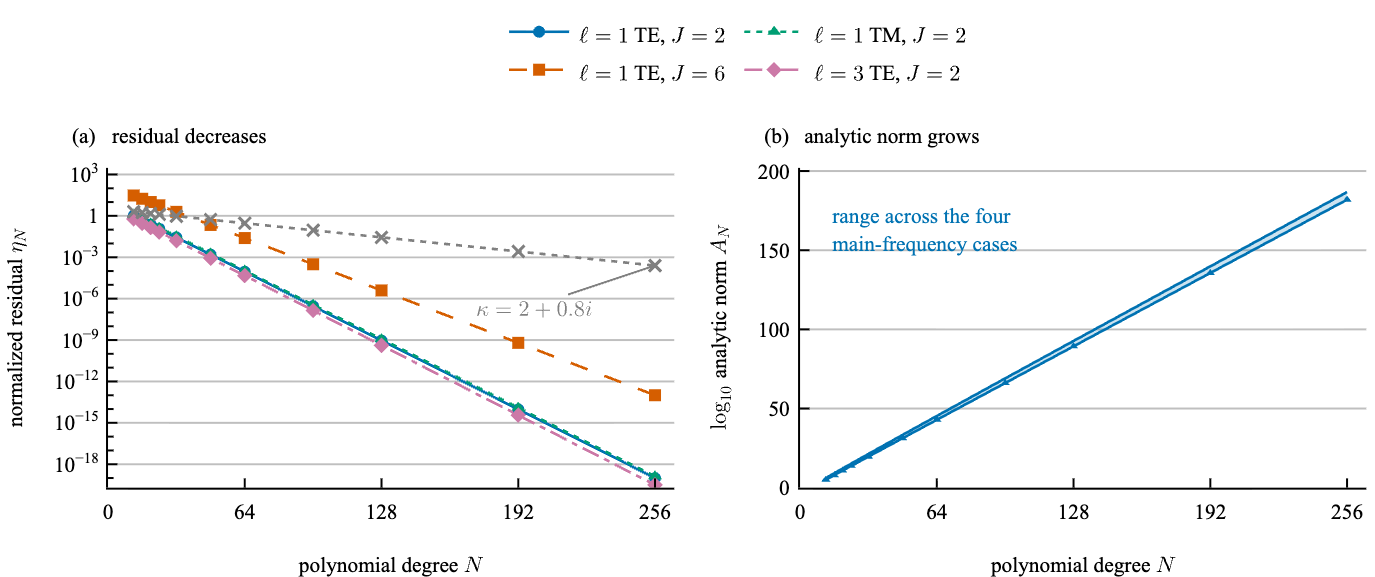 ℓ = 1 TE, J = 2
ℓ = 1 TM, J = 2
ℓ = 1 TE, J = 6
ℓ = 3 TE, J = 2
(a) residual decreases
normalized residual η_N
10³
1
10⁻³
10⁻⁶
10⁻⁹
10⁻¹²
10⁻¹⁵
10⁻¹⁸
κ = 2 + 0.8i
0 64 128 192 256
polynomial degree N
(b) analytic norm grows
log₁₀ analytic norm A_N
200
150
100
50
0
range across the four
main-frequency cases
0 64 128 192 256
polynomial degree N